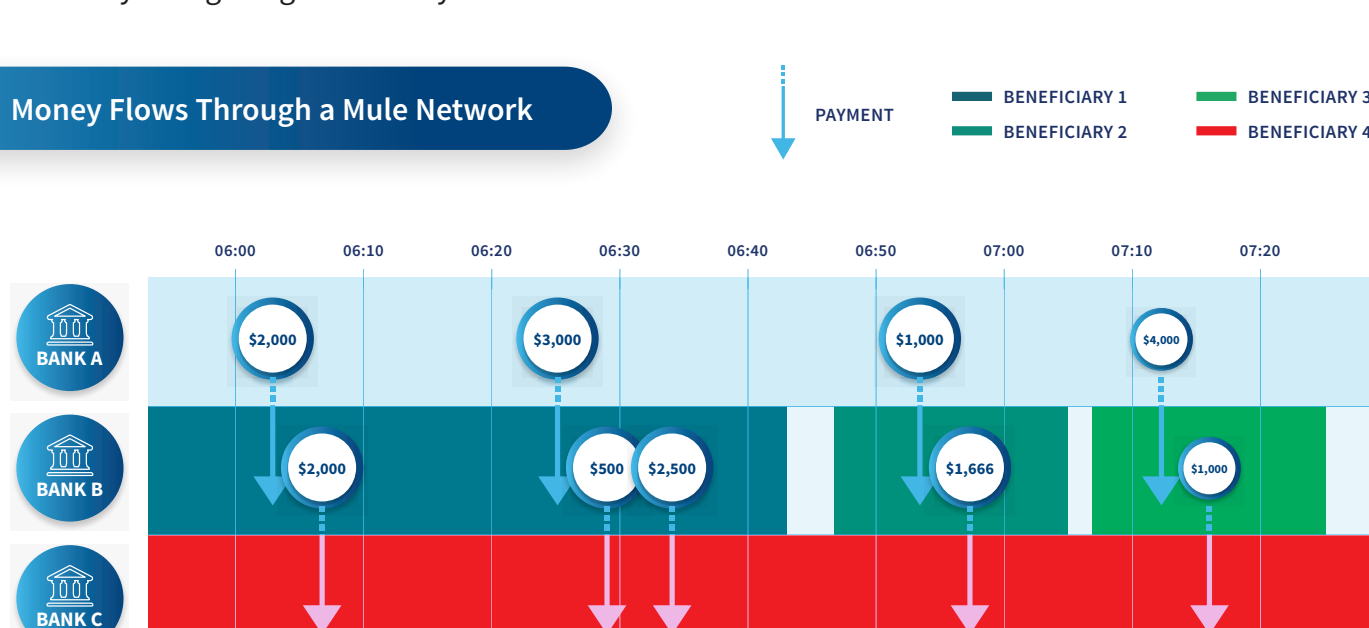 Money Flows Through a Mule Network
PAYMENT
BENEFICIARY 1
BENEFICIARY 3
BENEFICIARY 2
BENEFICIARY 4
06:00 06:10 06:20 06:30 06:40 06:50 07:00 07:10 07:20
BANK A
$2,000 $3,000 $1,000 $4,000
BANK B
$2,000 $500 $2,500 $1,666 $1,000
BANK C